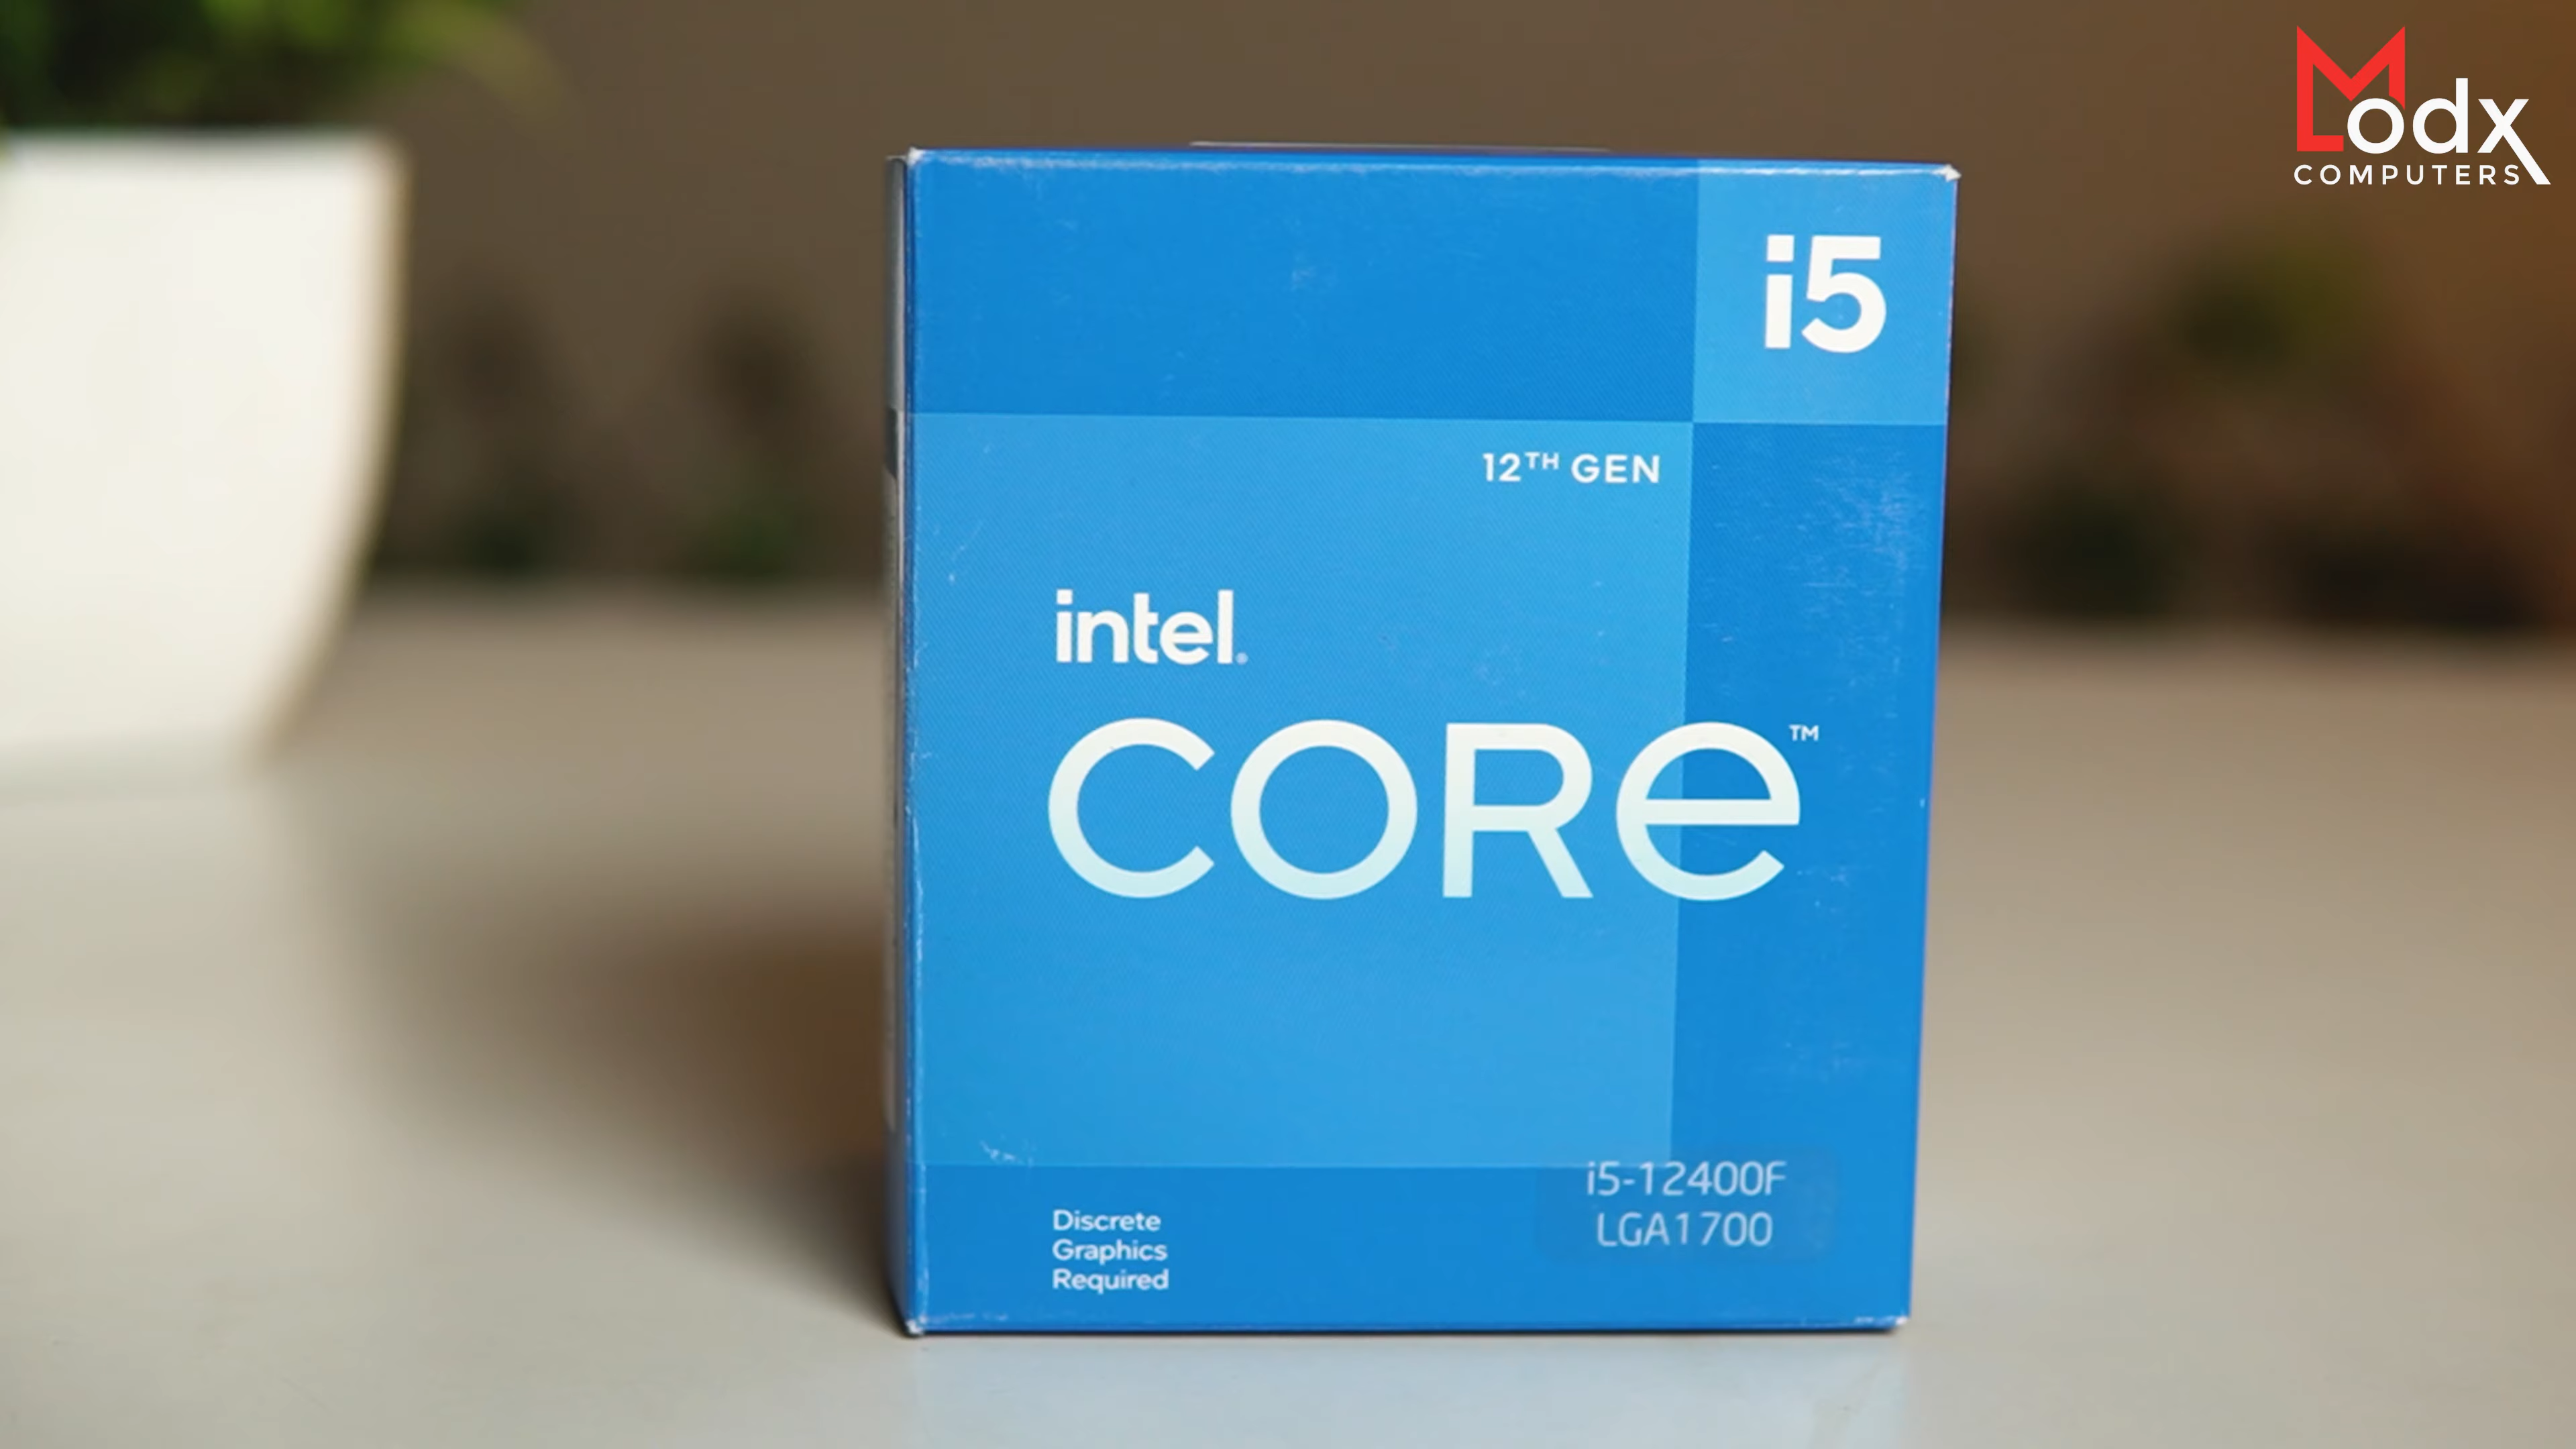 Modx
COMPUTERS
i5
12TH GEN
intel®
CORe™
i5-12400F
LGA1700
Discrete
Graphics
Required